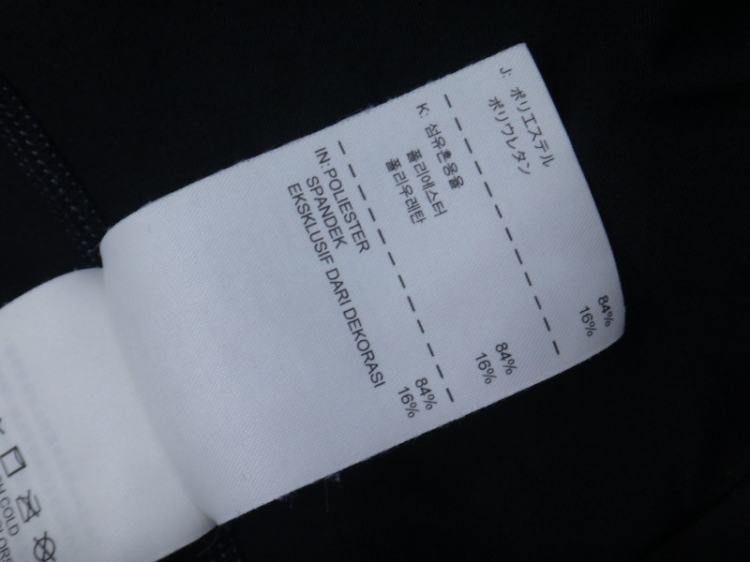 J: ポリエステル 84%
ポリウレタン 16%
K: 섬유혼용율
폴리에스터 84%
폴리우레탄 16%
IN:POLIESTER 84%
SPANDEK 16%
EKSKLUSIF DARI DEKORASI
COLD